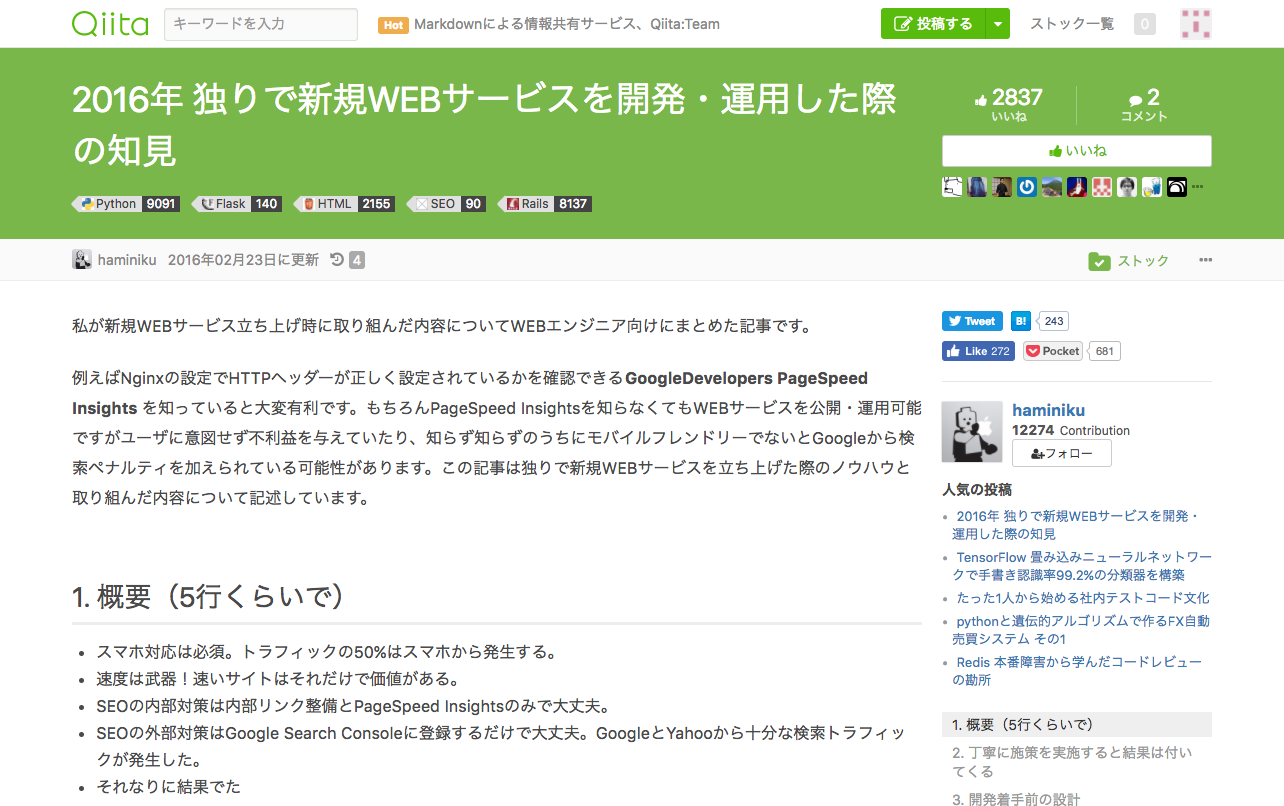 Qiita
キーワードを入力
Hot Markdownによる情報共有サービス、Qiita:Team
投稿する
ストック一覧
0
2016年 独りで新規WEBサービスを開発・運用した際
の知見
2837
いいね
2
コメント
いいね
Python 9091 Flask 140 HTML 2155 SEO 90 Rails 8137
haminiku 2016年02月23日に更新 4
ストック
私が新規WEBサービス立ち上げ時に取り組んだ内容についてWEBエンジニア向けにまとめた記事です。
例えばNginxの設定でHTTPヘッダーが正しく設定されているかを確認できるGoogleDevelopers PageSpeed
Insights を知っていると大変有利です。もちろんPageSpeed Insightsを知らなくてもWEBサービスを公開・運用可能
ですがユーザに意図せず不利益を与えていたり、知らず知らずのうちにモバイルフレンドリーでないとGoogleから検
索ペナルティを加えられている可能性があります。この記事は独りで新規WEBサービスを立ち上げた際のノウハウと
取り組んだ内容について記述しています。
1. 概要（5行くらいで）
スマホ対応は必須。トラフィックの50%はスマホから発生する。
速度は武器！速いサイトはそれだけで価値がある。
SEOの内部対策は内部リンク整備とPageSpeed Insightsのみで大丈夫。
SEOの外部対策はGoogle Search Consoleに登録するだけで大丈夫。GoogleとYahooから十分な検索トラフィッ
クが発生した。
それなりに結果でた
Tweet B! 243
Like 272 Pocket 681
haminiku
12274 Contribution
フォロー
人気の投稿
2016年 独りで新規WEBサービスを開発・
運用した際の知見
TensorFlow 畳み込みニューラルネットワー
クで手書き認識率99.2%の分類器を構築
たった1人から始める社内テストコード文化
pythonと遺伝的アルゴリズムで作るFX自動
売買システム その1
Redis 本番障害から学んだコードレビュー
の勘所
1. 概要（5行くらいで）
2. 丁寧に施策を実施すると結果は付い
てくる
3. 開発着手前の設計